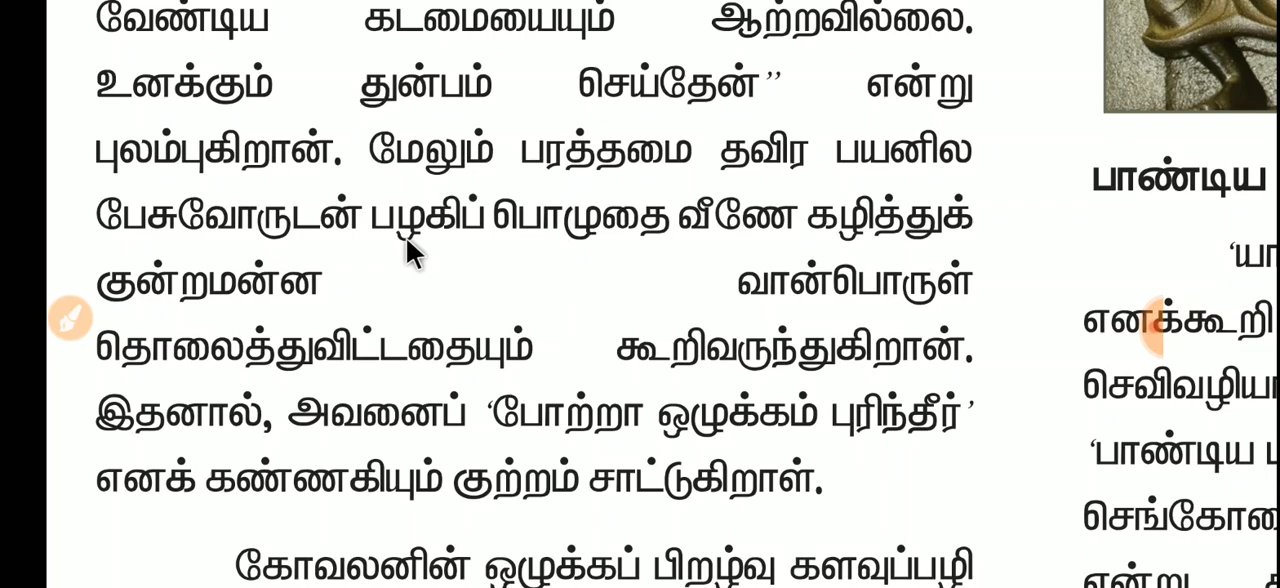 வேண்டிய கடமையையும் ஆற்றவில்லை.
உனக்கும் துன்பம் செய்தேன்’’ என்று
புலம்புகிறான். மேலும் பரத்தமை தவிர பயனில
பேசுவோருடன் பழகிப் பொழுதை வீணே கழித்துக்
குன்றமன்ன வான்பொருள்
தொலைத்துவிட்டதையும் கூறிவருந்துகிறான்.
இதனால், அவனைப் ‘போற்றா ஒழுக்கம் புரிந்தீர்’
எனக் கண்ணகியும் குற்றம் சாட்டுகிறாள்.
கோவலனின் ஒழுக்கப் பிறழ்வு களவுப்பழி
பாண்டிய
எனக்கூறி
‘பாண்டிய
என்று